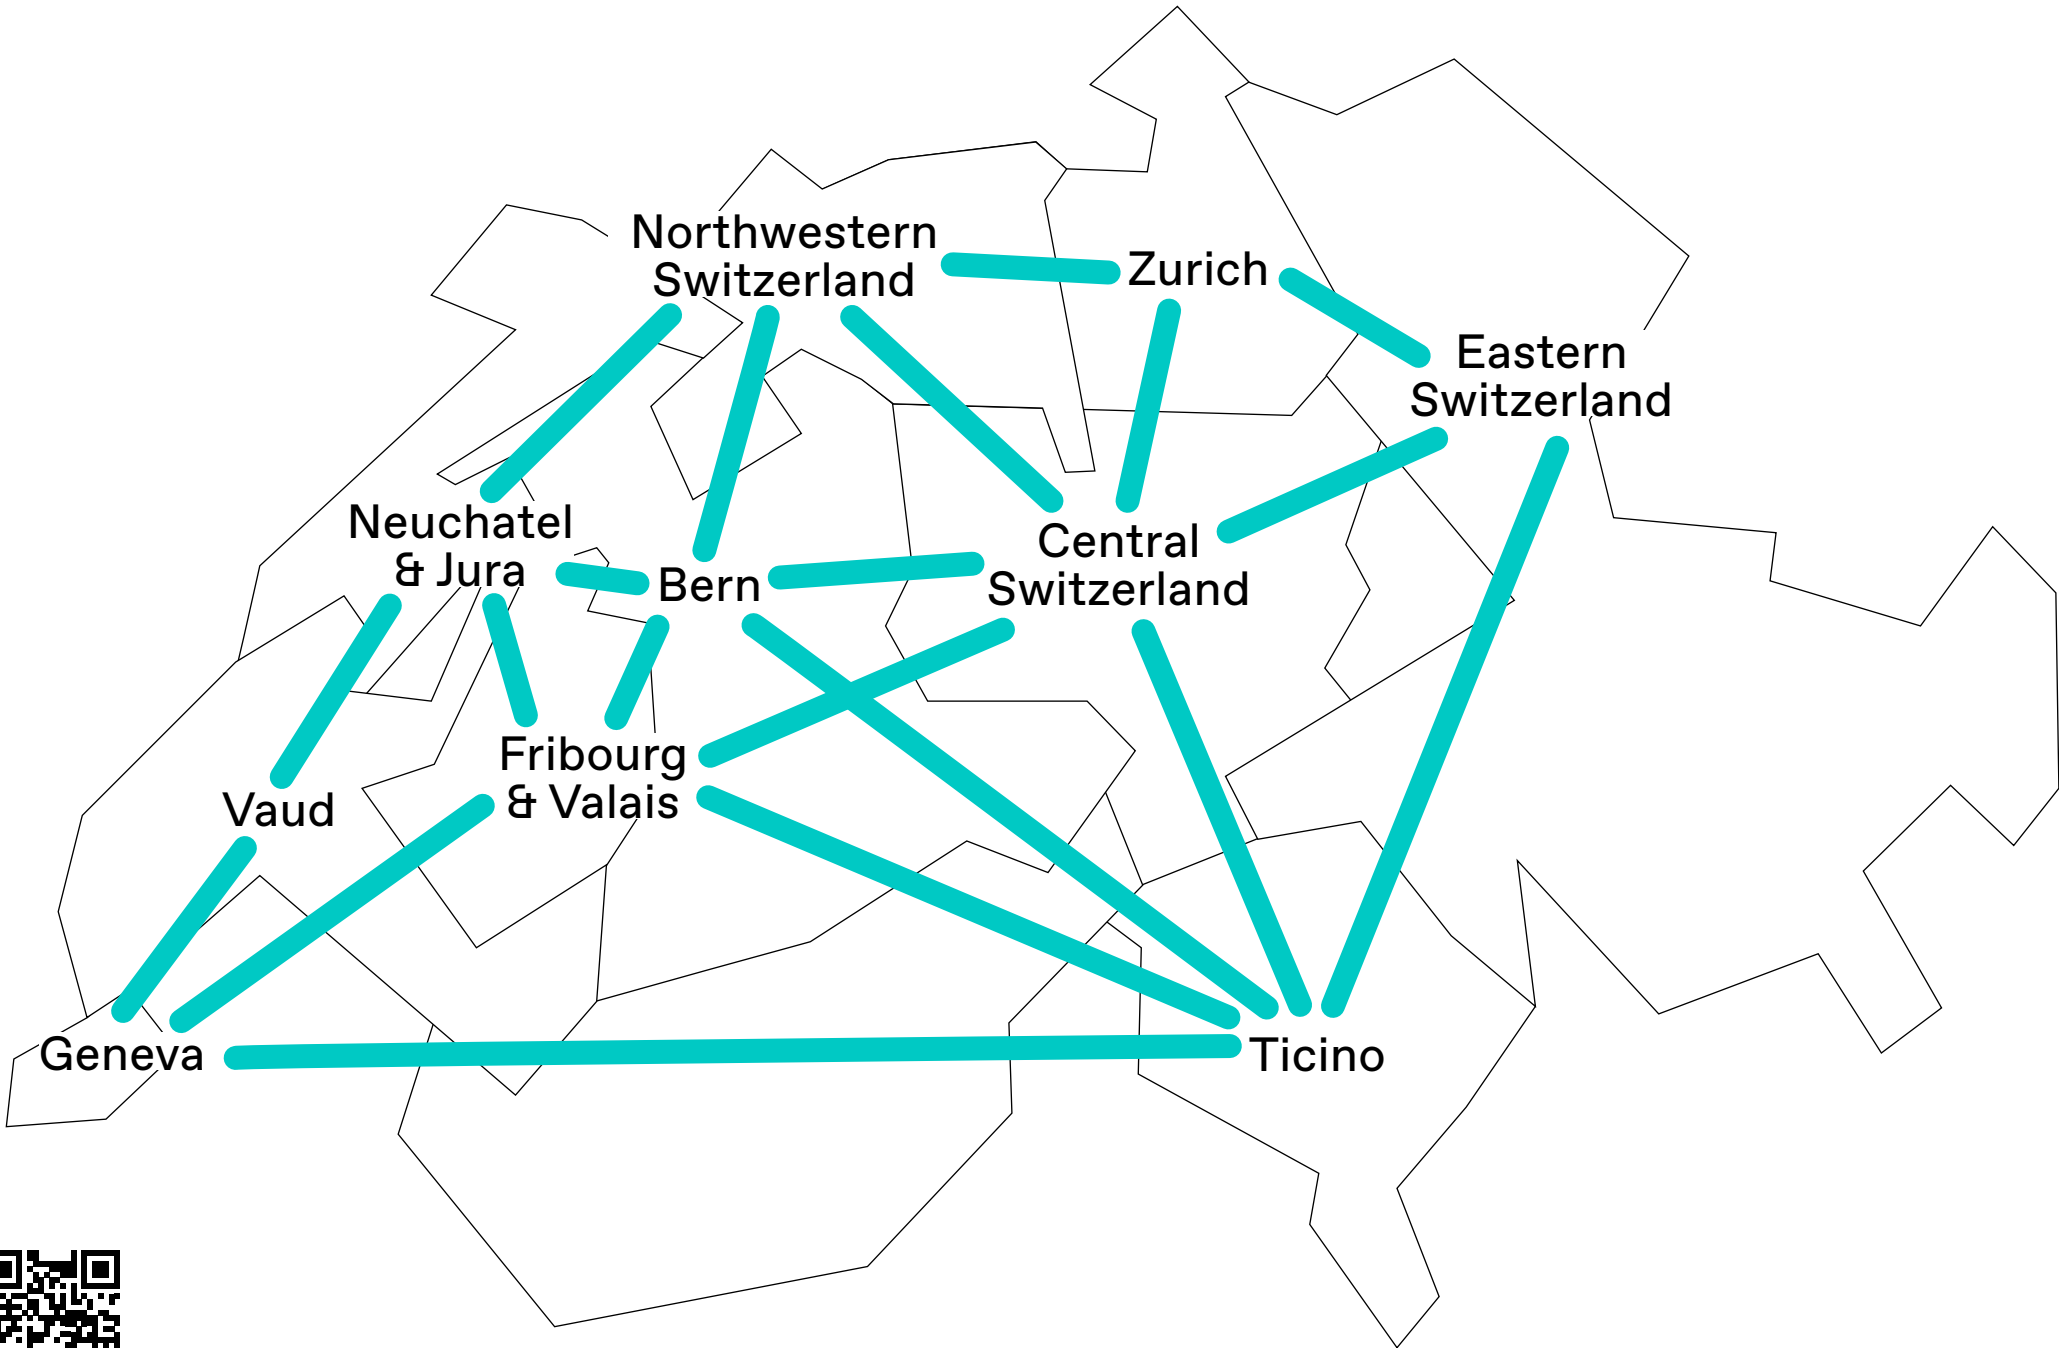 Northwestern
Switzerland
Zurich
Eastern
Switzerland
Neuchatel
& Jura
Bern
Central
Switzerland
Fribourg
& Valais
Vaud
Geneva
Ticino